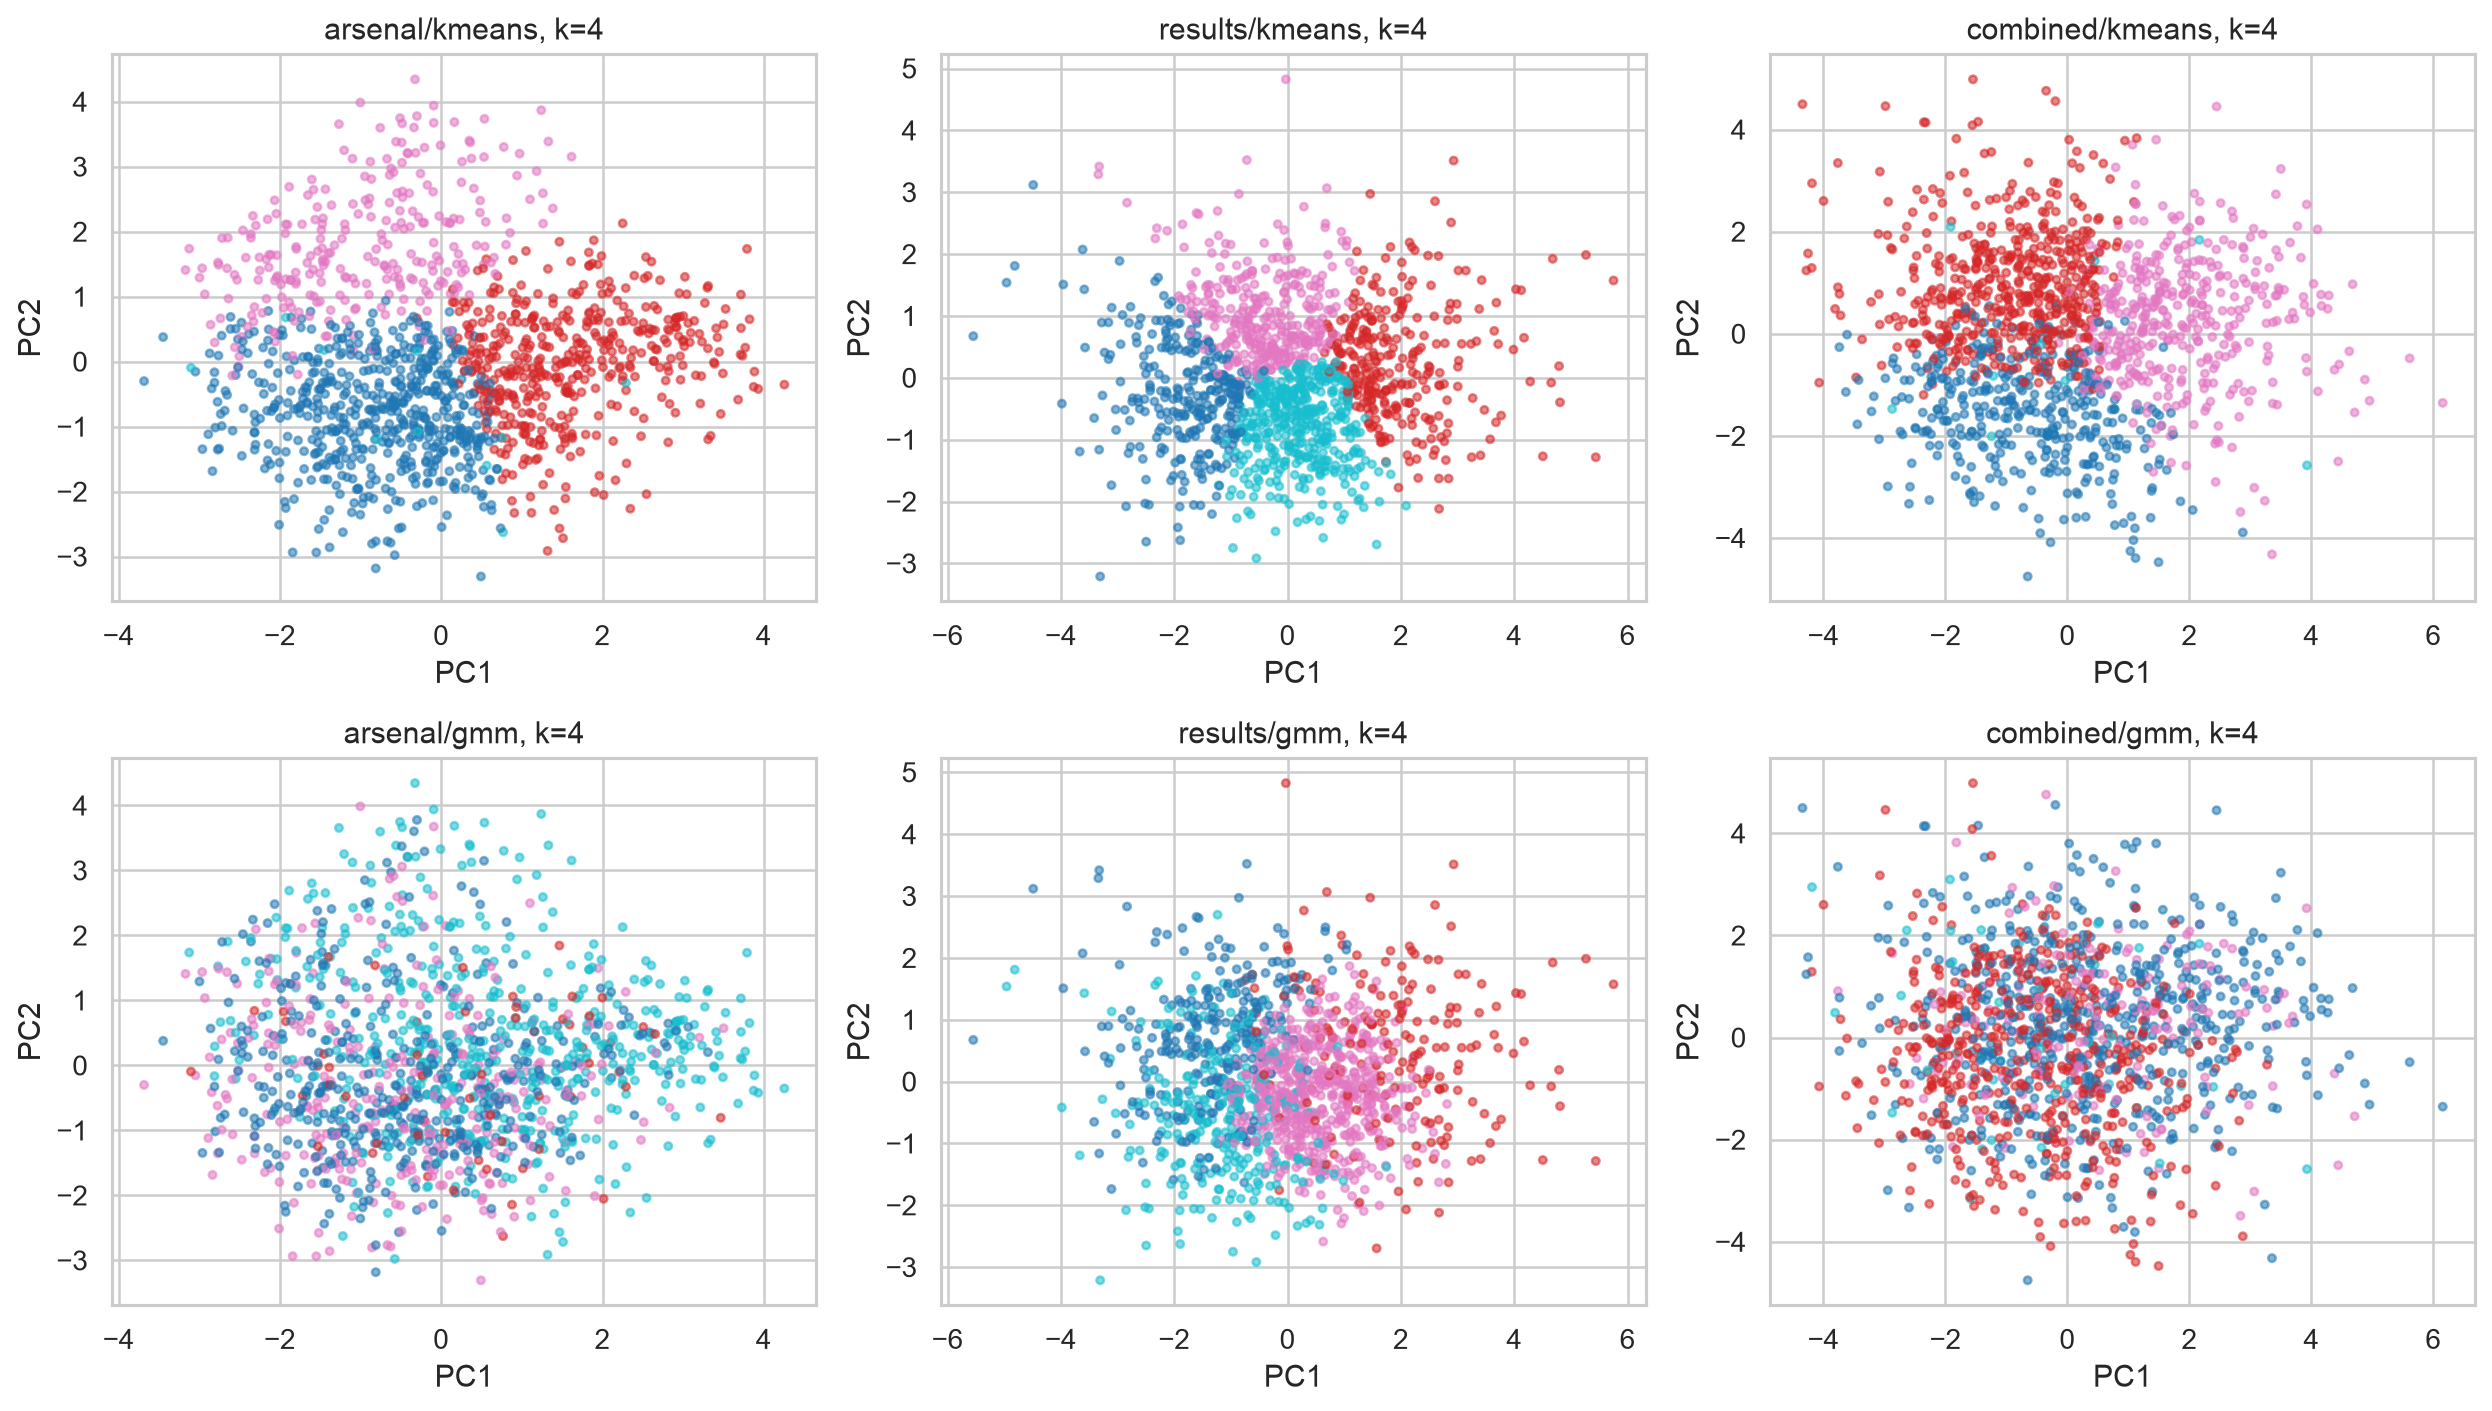 arsenal/kmeans, k=4
PC2
4
3
2
1
0
−1
−2
−3
−4 −2 0 2 4
PC1
results/kmeans, k=4
PC2
5
4
3
2
1
0
−1
−2
−3
−6 −4 −2 0 2 4 6
PC1
combined/kmeans, k=4
PC2
4
2
0
−2
−4
−4 −2 0 2 4 6
PC1
arsenal/gmm, k=4
PC2
4
3
2
1
0
−1
−2
−3
−4 −2 0 2 4
PC1
results/gmm, k=4
PC2
5
4
3
2
1
0
−1
−2
−3
−6 −4 −2 0 2 4 6
PC1
combined/gmm, k=4
PC2
4
2
0
−2
−4
−4 −2 0 2 4 6
PC1